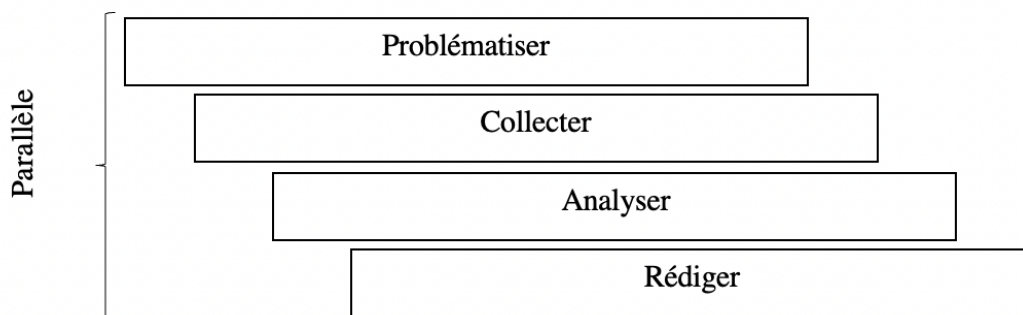 Parallèle
Problématiser
Collecter
Analyser
Rédiger